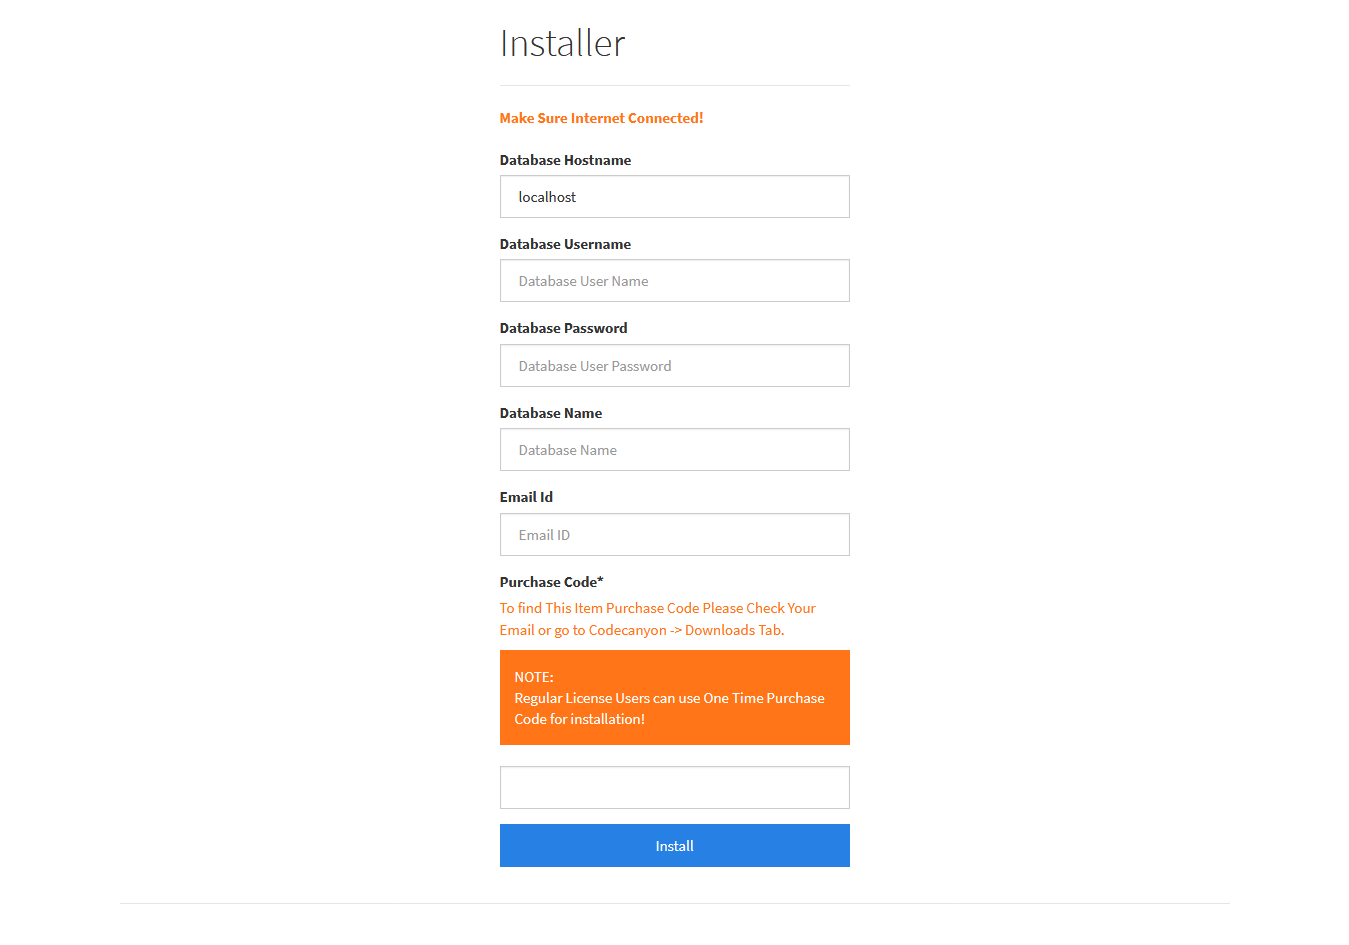 Installer
Make Sure Internet Connected!
Database Hostname
localhost
Database Username
Database User Name
Database Password
Database User Password
Database Name
Database Name
Email Id
Email ID
Purchase Code*
To find This Item Purchase Code Please Check Your
Email or go to Codecanyon -> Downloads Tab.
NOTE:
Regular License Users can use One Time Purchase
Code for installation!
Install